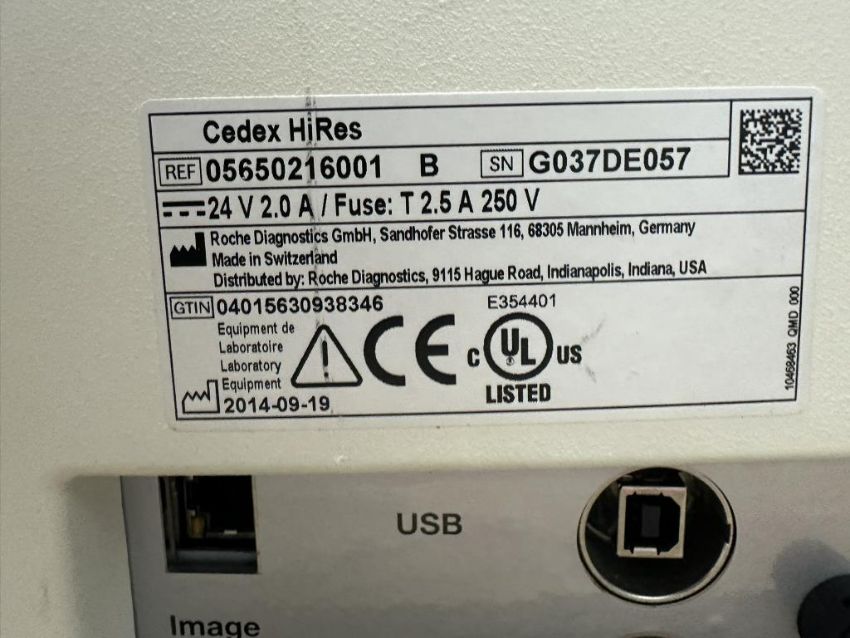 Cedex HiRes
REF 05650216001 B SN G037DE057
24 V 2.0 A / Fuse: T 2.5 A 250 V
Roche Diagnostics GmbH, Sandhofer Strasse 116, 68305 Mannheim, Germany
Made in Switzerland
Distributed by: Roche Diagnostics, 9115 Hague Road, Indianapolis, Indiana, USA
GTIN 04015630938346
E354401
Equipment de
Laboratoire
Laboratory
Equipment
2014-09-19
CE
C UL US
LISTED
10468463 QMD 000
USB
Image